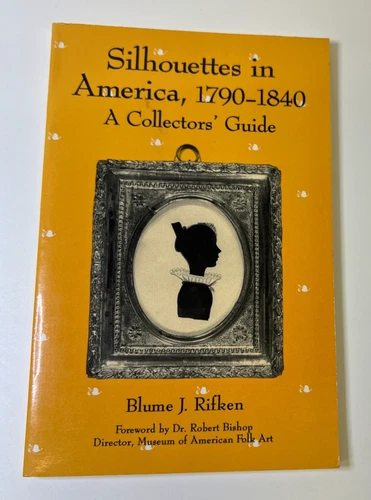 Silhouettes in
America, 1790-1840
A Collectors' Guide
Blume J. Rifken
Foreword by Dr. Robert Bishop
Director, Museum of American Folk Art